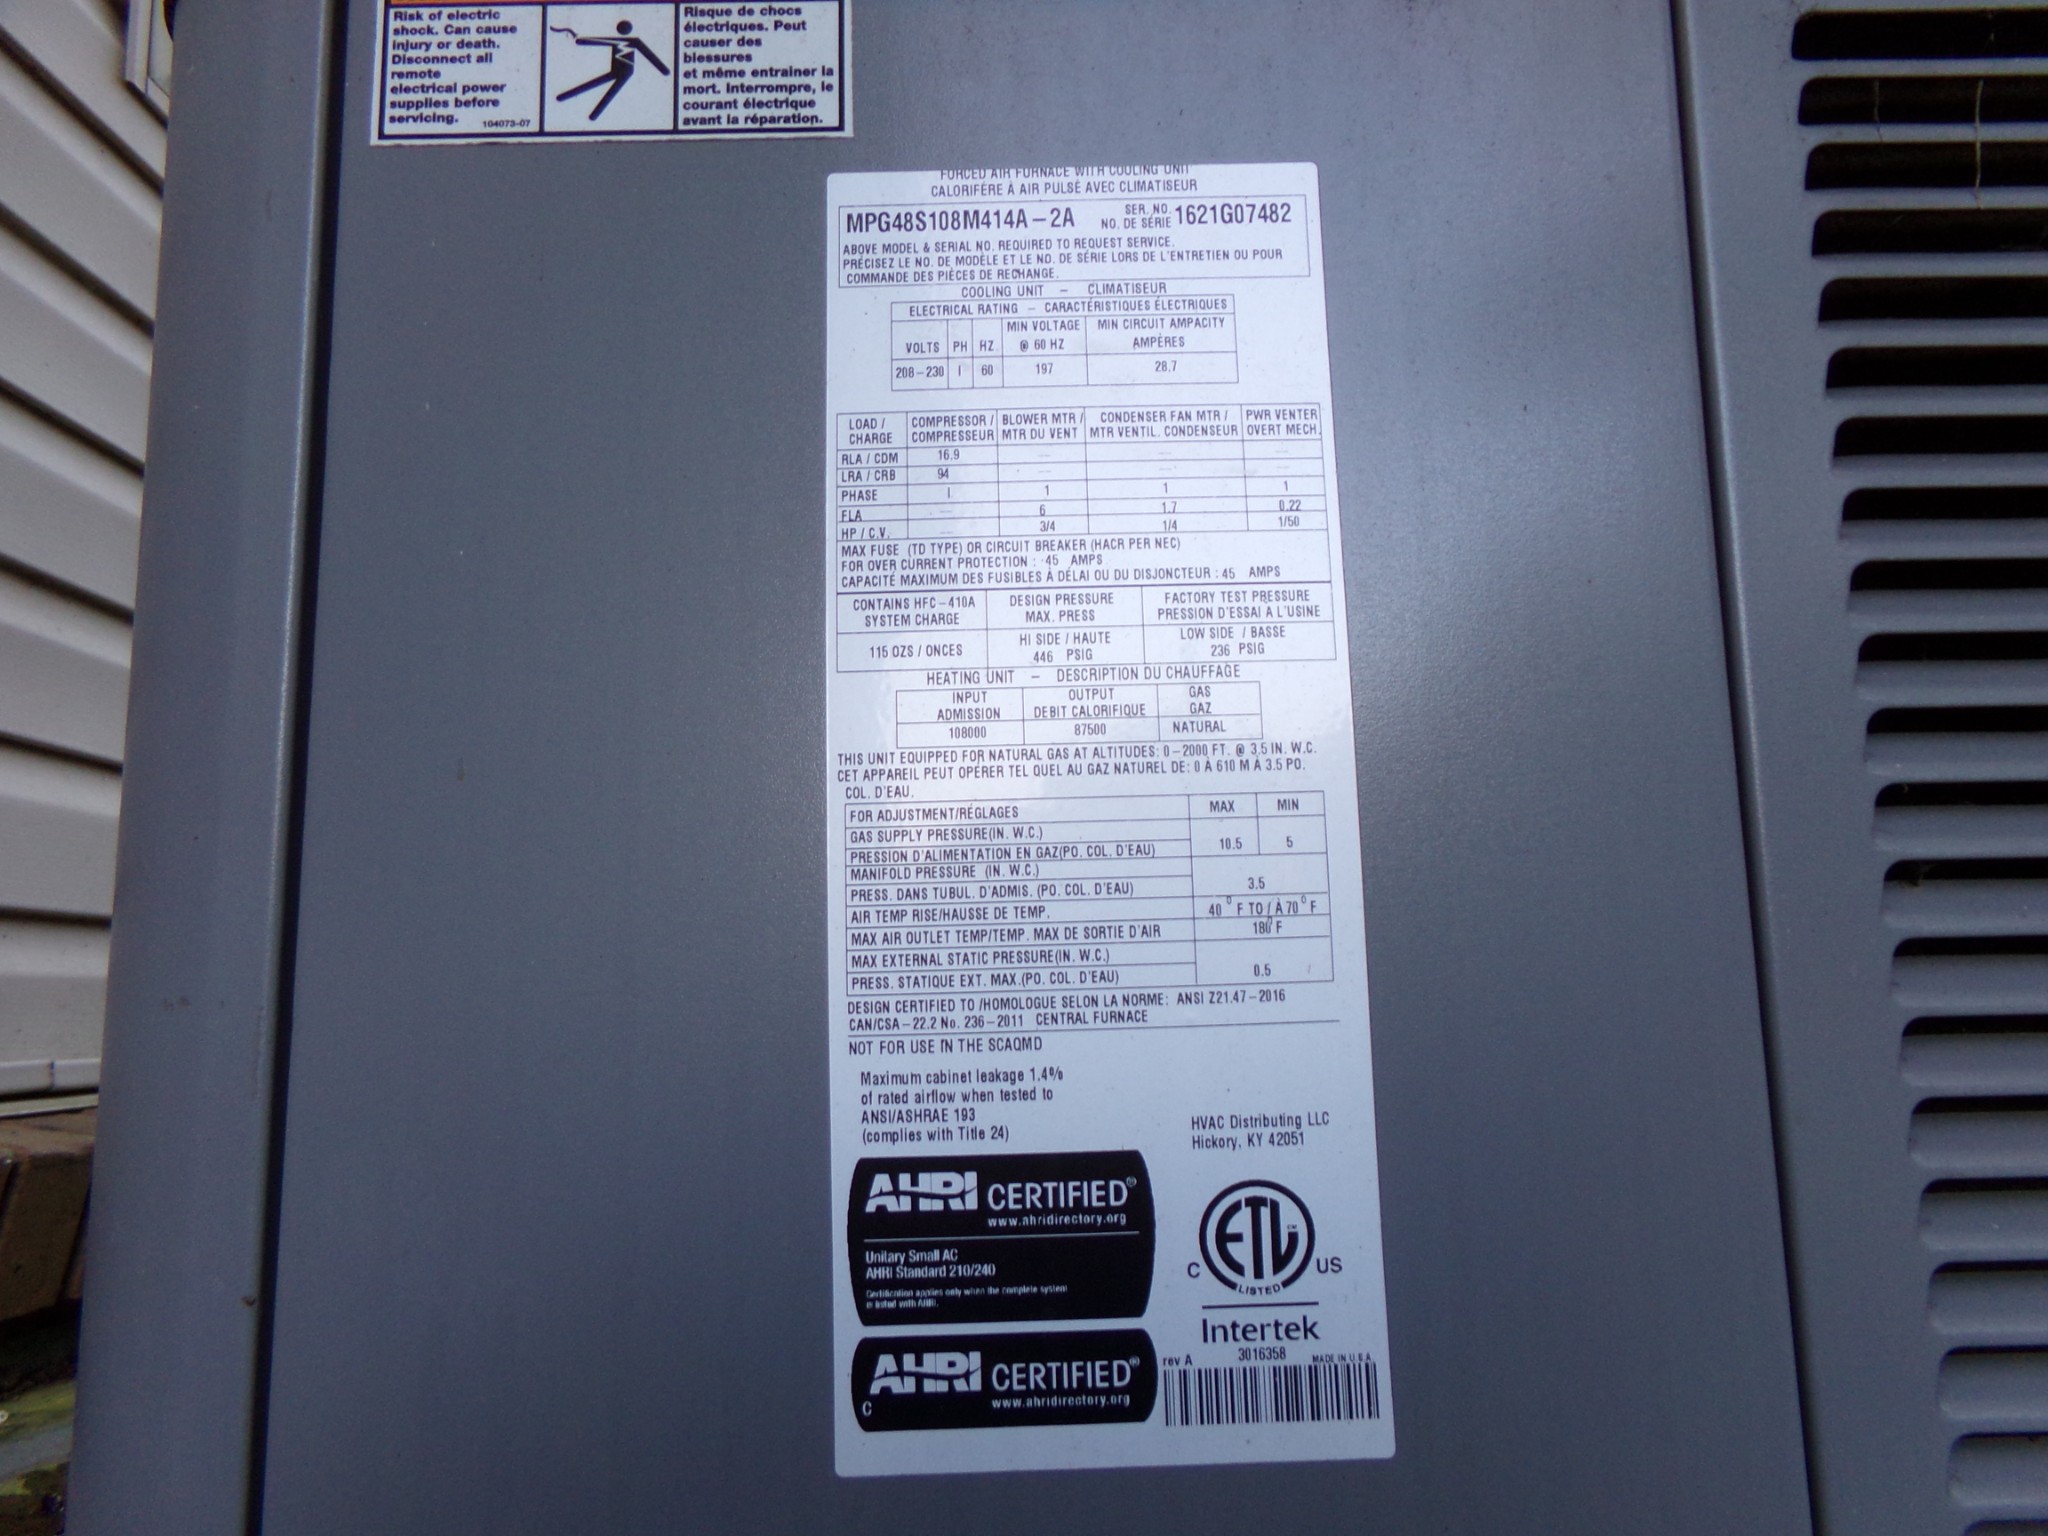 Risk of electric
shock. Can cause
injury or death.
Disconnect all
remote
electrical power
supplies before
servicing. 104073-07
Risque de chocs
électriques. Peut
causer des
blessures
et même entrainer la
mort. Interrompre, le
courant électrique
avant la réparation.
FORCED AIR FURNACE WITH COOLING UNIT
CALORIFÈRE À AIR PULSÉ AVEC CLIMATISEUR
MPG48S108M414A-2A SER. NO. NO. DE SÉRIE 1621G07482
ABOVE MODEL & SERIAL NO. REQUIRED TO REQUEST SERVICE.
PRÉCISEZ LE NO. DE MODÈLE ET LE NO. DE SÉRIE LORS DE L'ENTRETIEN OU POUR
COMMANDE DES PIÈCES DE RECHANGE.
COOLING UNIT – CLIMATISEUR
ELECTRICAL RATING – CARACTÉRISTIQUES ÉLECTRIQUES
VOLTS PH HZ MIN VOLTAGE @ 60 HZ MIN CIRCUIT AMPACITY AMPÈRES
208-230 1 60 197 28.7
LOAD / CHARGE COMPRESSOR / COMPRESSEUR BLOWER MTR / MTR DU VENT CONDENSER FAN MTR / MTR VENTIL. CONDENSEUR PWR VENTER OVERT MECH.
RLA / CDM 16.9 — — —
LRA / CRB 94 — — —
PHASE 1 1 1 1
FLA — 6 1.7 0.22
HP / C.V. — 3/4 1/4 1/50
MAX FUSE (TD TYPE) OR CIRCUIT BREAKER (HACR PER NEC)
FOR OVER CURRENT PROTECTION : 45 AMPS
CAPACITÉ MAXIMUM DES FUSIBLES À DÉLAI OU DU DISJONCTEUR : 45 AMPS
CONTAINS HFC-410A SYSTEM CHARGE DESIGN PRESSURE MAX. PRESS FACTORY TEST PRESSURE PRESSION D'ESSAI A L'USINE
115 OZS / ONCES HI SIDE / HAUTE 446 PSIG LOW SIDE / BASSE 236 PSIG
HEATING UNIT – DESCRIPTION DU CHAUFFAGE
INPUT ADMISSION OUTPUT DEBIT CALORIFIQUE GAS GAZ
108000 87500 NATURAL
THIS UNIT EQUIPPED FOR NATURAL GAS AT ALTITUDES: 0-2000 FT. @ 3.5 IN. W.C.
CET APPAREIL PEUT OPÉRER TEL QUEL AU GAZ NATUREL DE: 0 À 610 M À 3.5 PO.
COL. D'EAU.
FOR ADJUSTMENT/RÉGLAGES MAX MIN
GAS SUPPLY PRESSURE(IN. W.C.)
PRESSION D'ALIMENTATION EN GAZ(PO. COL. D'EAU) 10.5 5
MANIFOLD PRESSURE (IN. W.C.)
PRESS. DANS TUBUL. D'ADMIS. (PO. COL. D'EAU) 3.5
AIR TEMP RISE/HAUSSE DE TEMP. 40° F TO / À 70° F
MAX AIR OUTLET TEMP/TEMP. MAX DE SORTIE D'AIR 180° F
MAX EXTERNAL STATIC PRESSURE(IN. W.C.)
PRESS. STATIQUE EXT. MAX.(PO. COL. D'EAU) 0.5
DESIGN CERTIFIED TO /HOMOLOGUE SELON LA NORME: ANSI Z21.47-2016
CAN/CSA-22.2 No. 236-2011 CENTRAL FURNACE
NOT FOR USE IN THE SCAQMD
Maximum cabinet leakage 1.4%
of rated airflow when tested to
ANSI/ASHRAE 193
(complies with Title 24)
HVAC Distributing LLC
Hickory, KY 42051
AHRI CERTIFIED®
www.ahridirectory.org
Unitary Small AC
AHRI Standard 210/240
Certification applies only when the complete system
is listed with AHRI.
C ETL CM US
LISTED
Intertek
3016358
AHRI CERTIFIED®
www.ahridirectory.org
C
rev A MADE IN U.S.A.